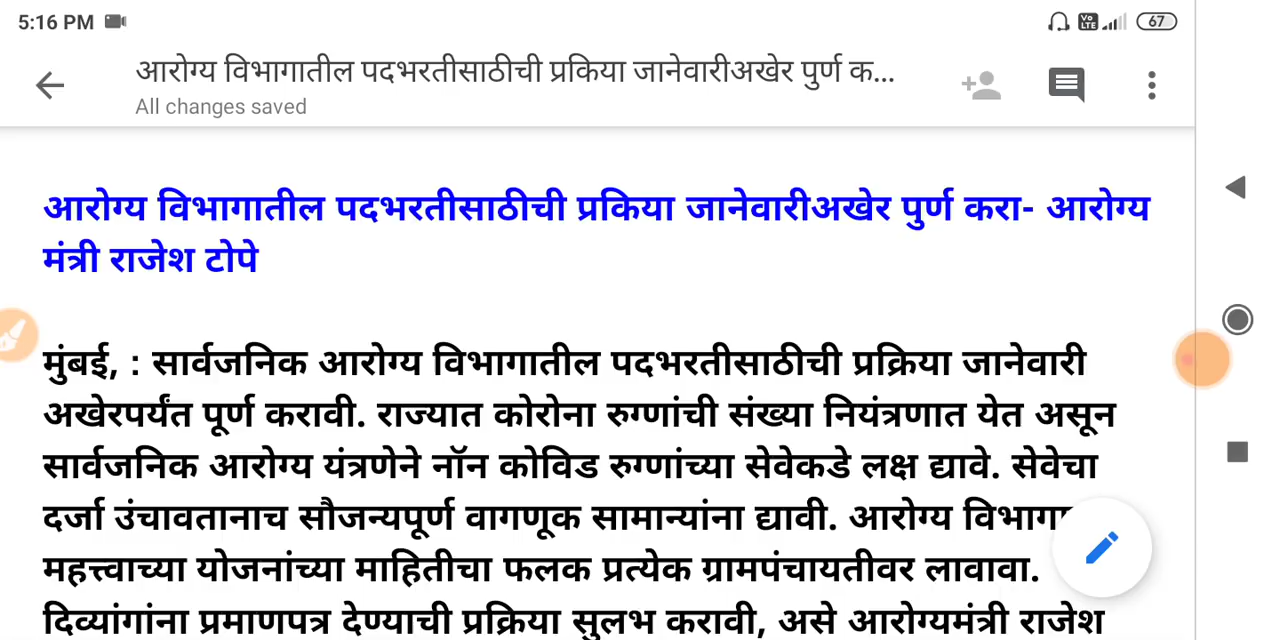 5:16 PM
Vo LTE
67
आरोग्य विभागातील पदभरतीसाठीची प्रकिया जानेवारीअखेर पुर्ण क...
All changes saved
आरोग्य विभागातील पदभरतीसाठीची प्रकिया जानेवारीअखेर पुर्ण करा- आरोग्य
मंत्री राजेश टोपे
मुंबई, : सार्वजनिक आरोग्य विभागातील पदभरतीसाठीची प्रक्रिया जानेवारी
अखेरपर्यंत पूर्ण करावी. राज्यात कोरोना रुग्णांची संख्या नियंत्रणात येत असून
सार्वजनिक आरोग्य यंत्रणेने नॉन कोविड रुग्णांच्या सेवेकडे लक्ष द्यावे. सेवेचा
दर्जा उंचावतानाच सौजन्यपूर्ण वागणूक सामान्यांना द्यावी. आरोग्य
महत्त्वाच्या योजनांच्या माहितीचा फलक प्रत्येक ग्रामपंचायतीवर लावावा.
दिव्यांगांना प्रमाणपत्र देण्याची प्रक्रिया सुलभ करावी, असे आरोग्यमंत्री राजेश